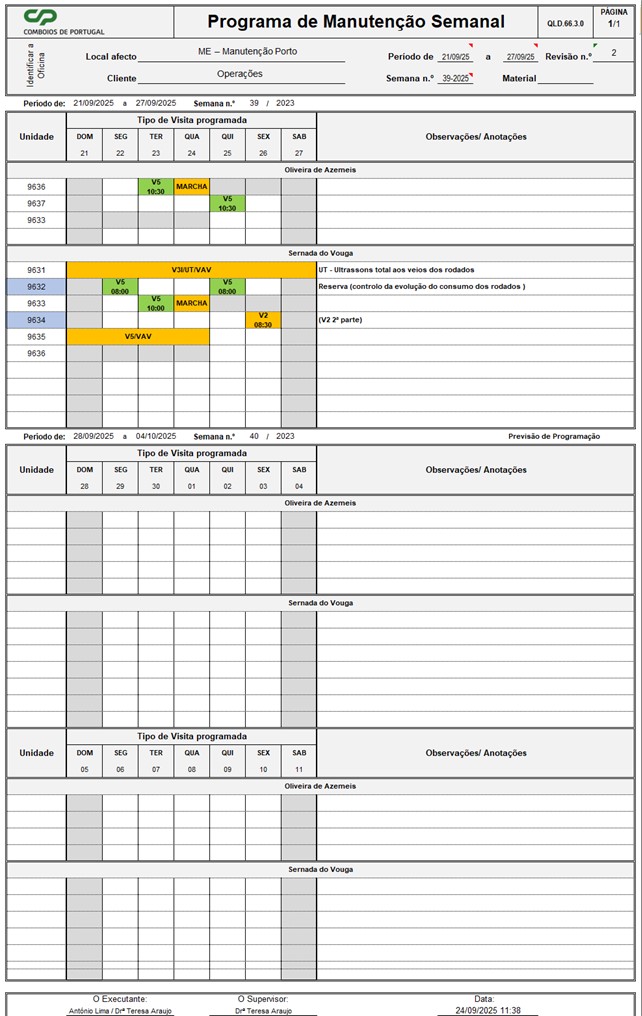 CP
COMBOIOS DE PORTUGAL
Programa de Manutenção Semanal
QLD.66.3.0
PÁGINA
1/1
Identificar a Oficina
Local afecto ME – Manutenção Porto
Periodo de 21/09/25 a 27/09/25 Revisão n.º 2
Cliente Operações
Semana n.º 39-2025 Material
Periodo de: 21/09/2025 a 27/09/2025 Semana n.º 39 / 2023
Unidade Tipo de Visita programada Observações/ Anotações
DOM SEG TER QUA QUI SEX SAB
21 22 23 24 25 26 27
Oliveira de Azemeis
9636 V5 10:30 MARCHA
9637 V5 10:30
9633
Sernada do Vouga
9631 V3I/UT/VAV UT - Ultrassons total aos veios dos rodados
9632 V5 08:00 V5 08:00 Reserva (controlo da evolução do consumo dos rodados )
9633 V5 10:00 MARCHA
9634 V2 08:30 (V2 2ª parte)
9635 V5/VAV
9636
Periodo de: 28/09/2025 a 04/10/2025 Semana n.º 40 / 2023 Previsão de Programação
Unidade Tipo de Visita programada Observações/ Anotações
DOM SEG TER QUA QUI SEX SAB
28 29 30 01 02 03 04
Oliveira de Azemeis
Sernada do Vouga
Unidade Tipo de Visita programada Observações/ Anotações
DOM SEG TER QUA QUI SEX SAB
05 06 07 08 09 10 11
Oliveira de Azemeis
Sernada do Vouga
O Executante: O Supervisor: Data:
António Lima / Drª Teresa Araujo Drª Teresa Araujo 24/09/2025 11:38